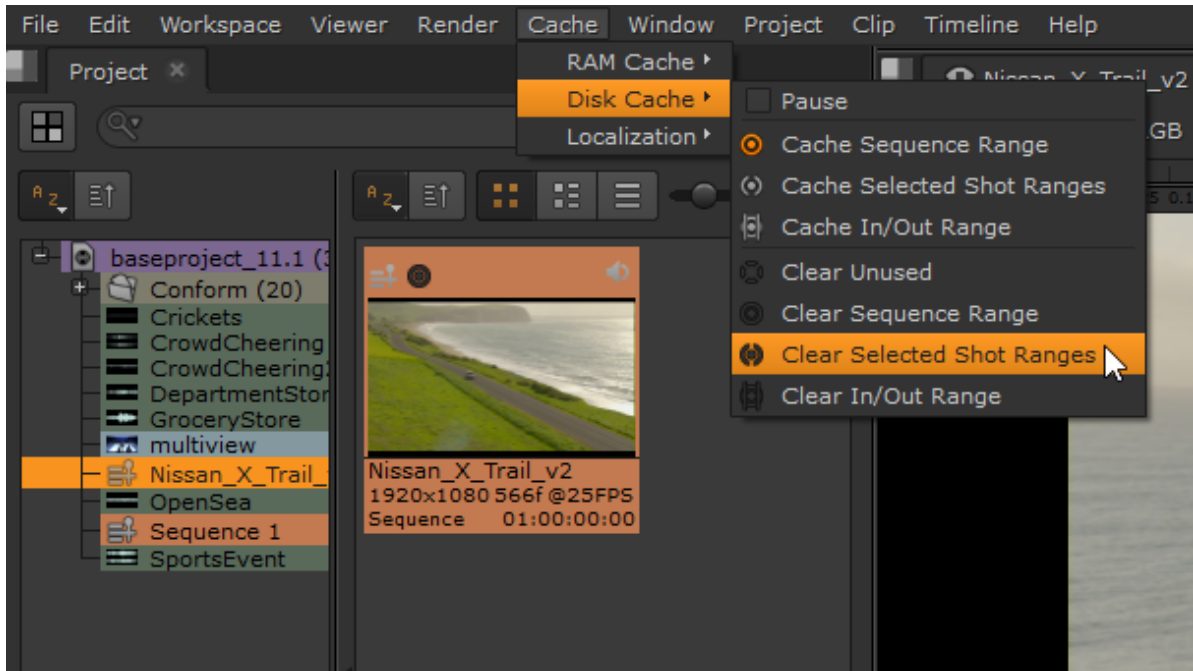 File Edit Workspace Viewer Render Cache Window Project Clip Timeline Help
Project
RAM Cache
Disk Cache
Localization
Pause
Cache Sequence Range
Cache Selected Shot Ranges
Cache In/Out Range
Clear Unused
Clear Sequence Range
Clear Selected Shot Ranges
Clear In/Out Range
Nissan_X_Trail_v2
GB
A Z
A Z
baseproject_11.1 (
Conform (20)
Crickets
CrowdCheering
CrowdCheering
DepartmentStor
GroceryStore
multiview
Nissan_X_Trail_
OpenSea
Sequence 1
SportsEvent
Nissan_X_Trail_v2
1920x1080 566f @25FPS
Sequence 01:00:00:00